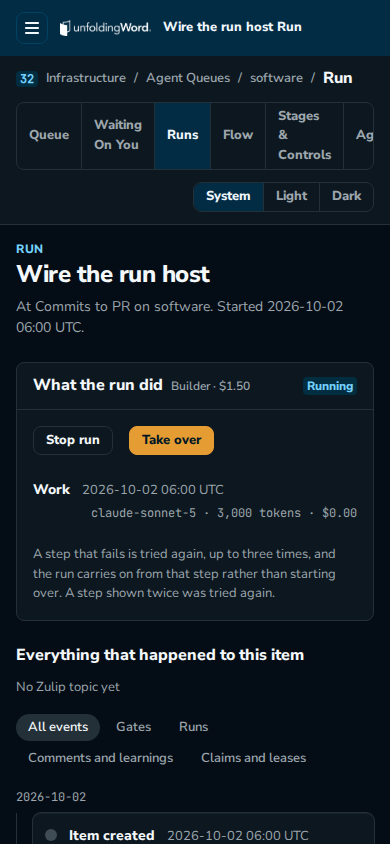 unfoldingWord. Wire the run host Run
32 Infrastructure / Agent Queues / software / Run
Queue
Waiting
On You
Runs
Flow
Stages
&
Controls
Ag
System Light Dark
RUN
Wire the run host
At Commits to PR on software. Started 2026-10-02
06:00 UTC.
What the run did Builder · $1.50 Running
Stop run Take over
Work 2026-10-02 06:00 UTC
claude-sonnet-5 · 3,000 tokens · $0.00
A step that fails is tried again, up to three times, and
the run carries on from that step rather than starting
over. A step shown twice was tried again.
Everything that happened to this item
No Zulip topic yet
All events Gates Runs
Comments and learnings Claims and leases
2026-10-02
Item created 2026-10-02 06:00 UTC